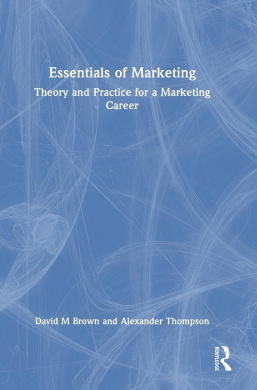 Essentials of Marketing
Theory and Practice for a Marketing
Career
David M Brown and Alexander Thompson
ROUTLEDGE